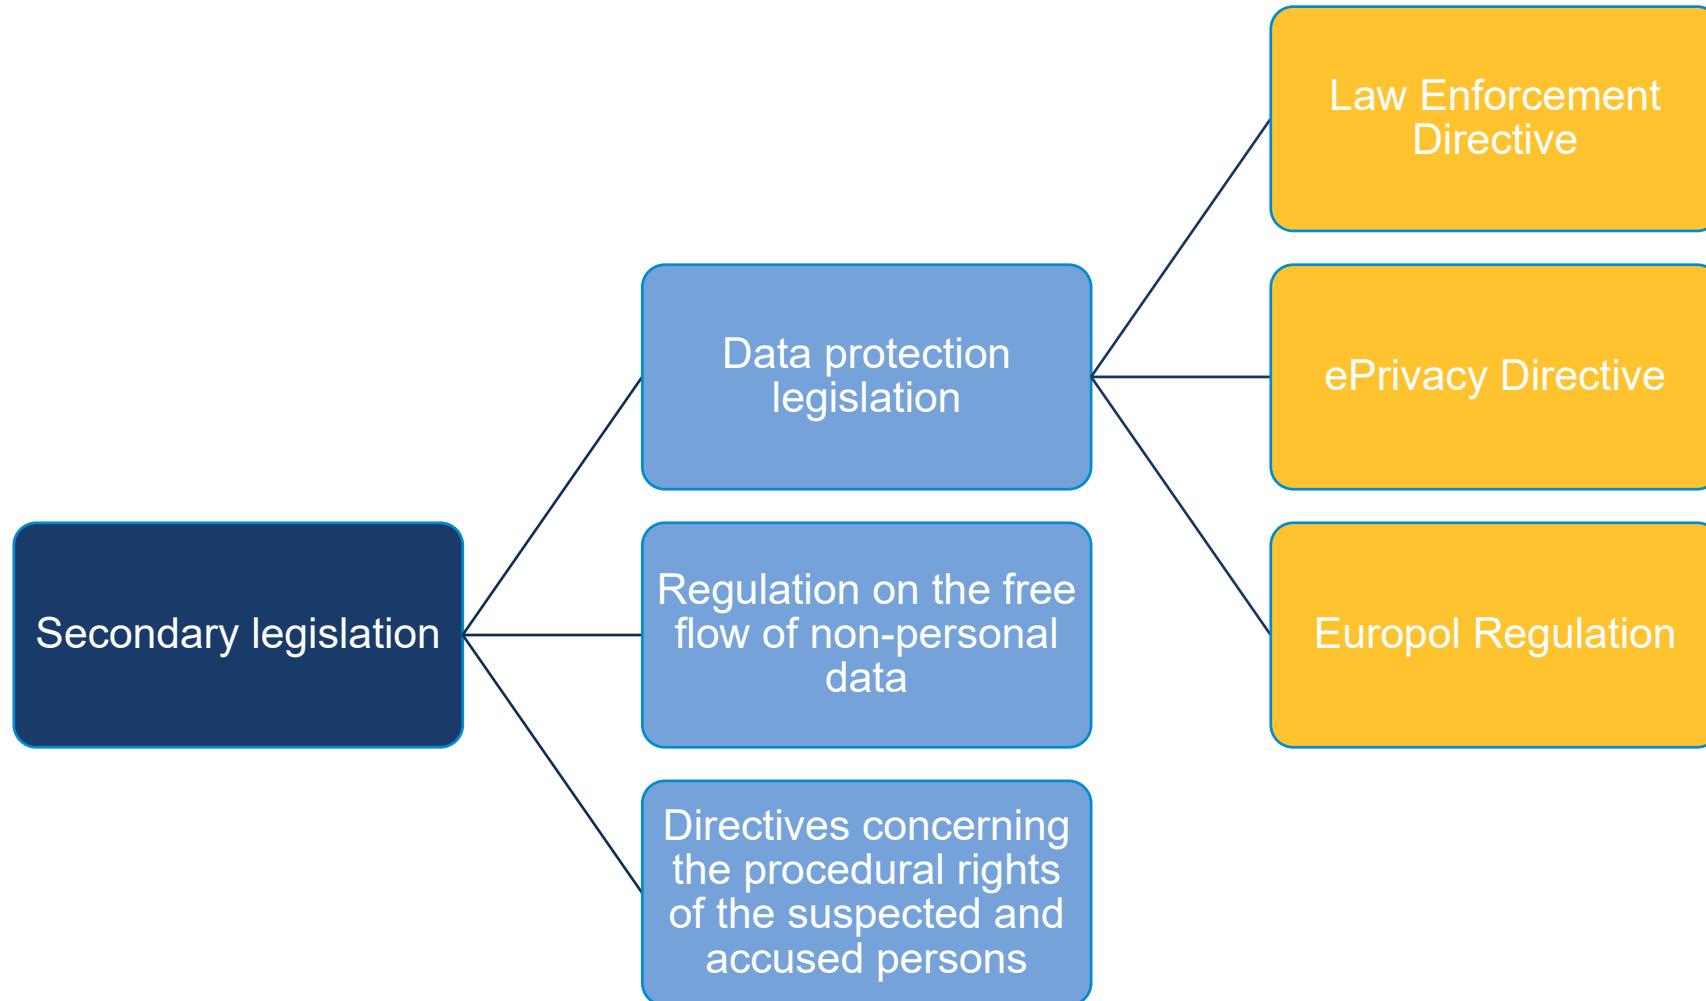 Secondary legislation
Data protection
legislation
Regulation on the free
flow of non-personal
data
Directives concerning
the procedural rights
of the suspected and
accused persons
Law Enforcement
Directive
ePrivacy Directive
Europol Regulation